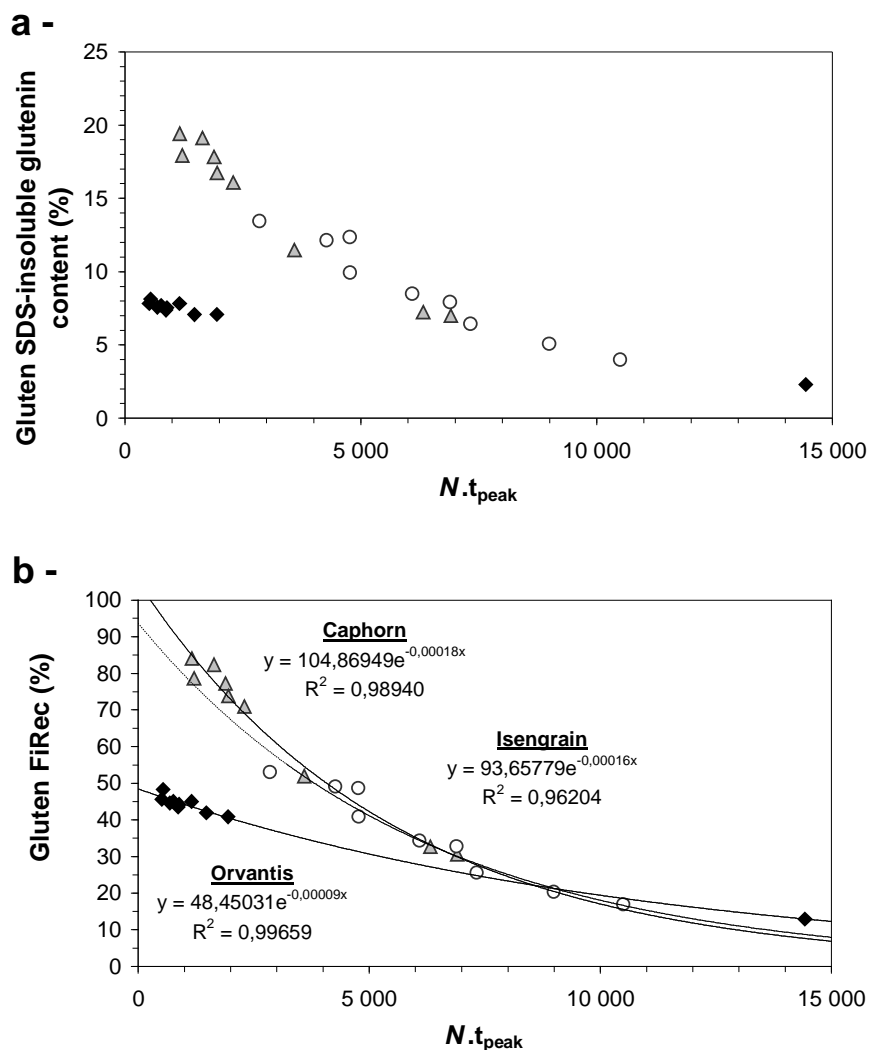 a -
Gluten SDS-insoluble glutenin
content (%)
25
20
15
10
5
0
0 5 000 10 000 15 000
N.tpeak
b -
Gluten FiRec (%)
100
90
80
70
60
50
40
30
20
10
0
Caphorn
y = 104,86949e-0,00018x
R2 = 0,98940
Isengrain
y = 93,65779e-0,00016x
R2 = 0,96204
Orvantis
y = 48,45031e-0,00009x
R2 = 0,99659
0 5 000 10 000 15 000
N.tpeak